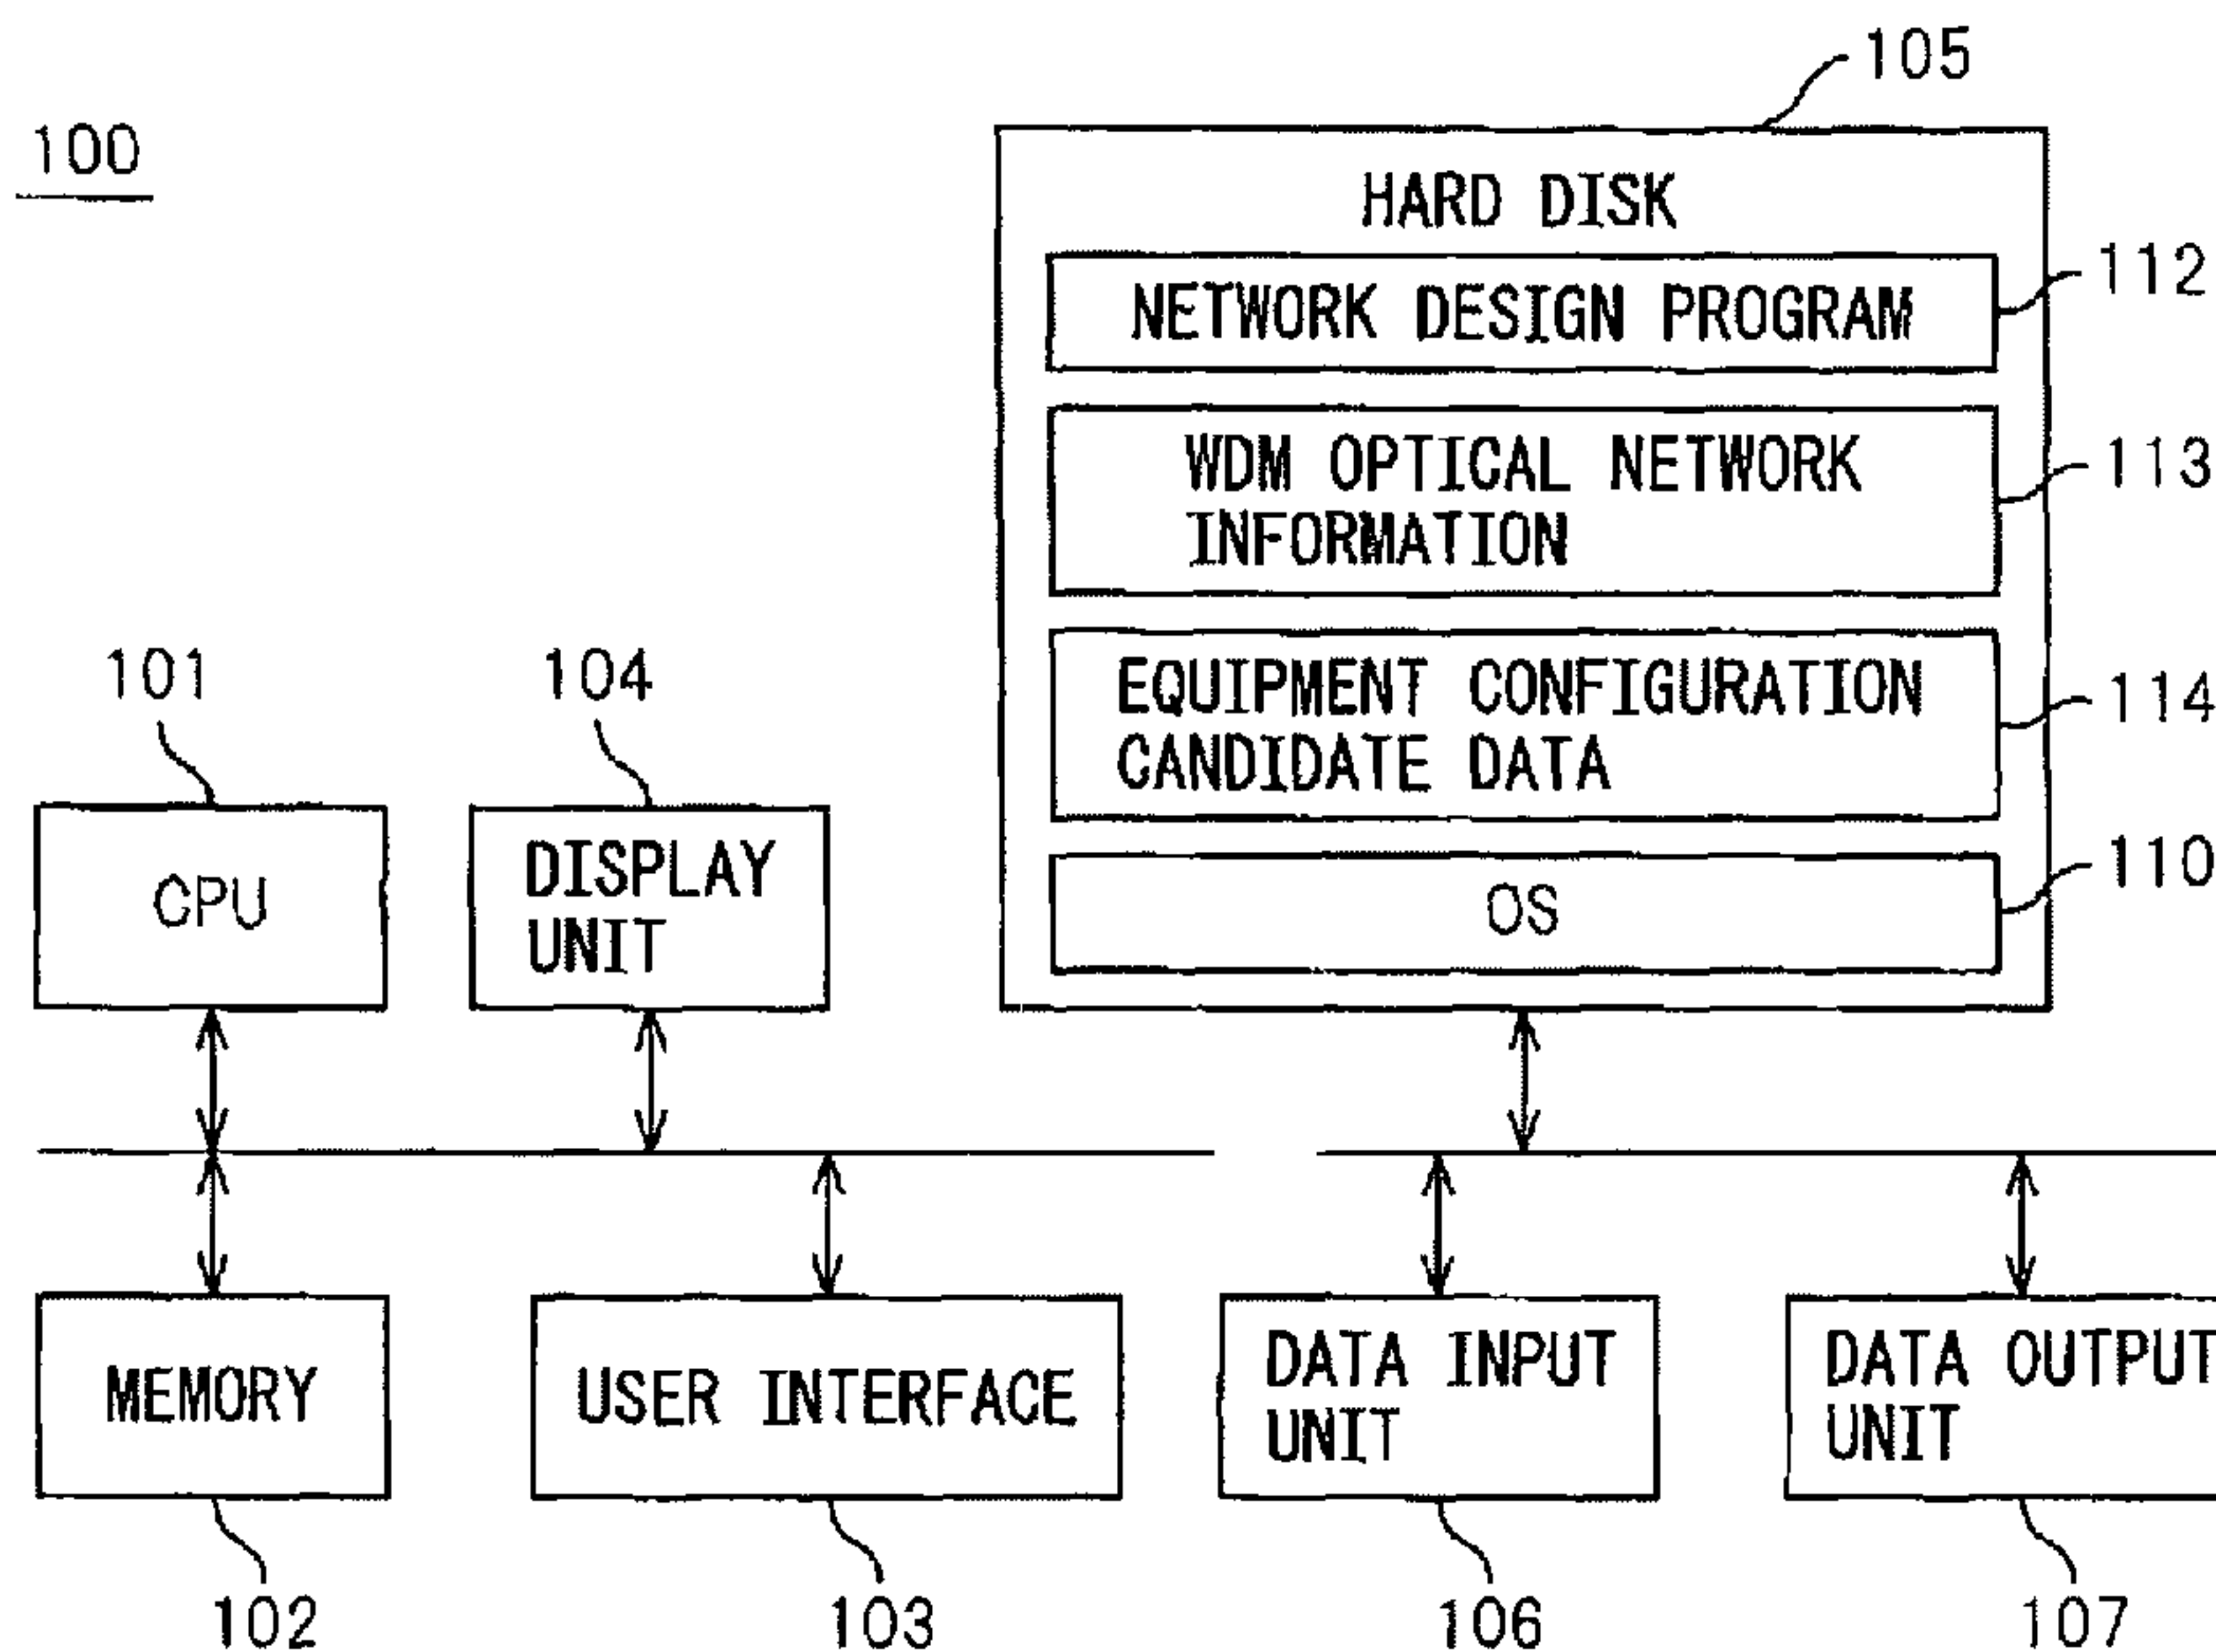 105
100
HARD DISK
112
NETWORK DESIGN PROGRAM
WDM OPTICAL NETWORK
INFORMATION
113
101
104
EQUIPMENT CONFIGURATION
CANDIDATE DATA
114
CPU
DISPLAY
UNIT
OS
110
MEMORY
USER INTERFACE
DATA INPUT
UNIT
DATA OUTPUT
UNIT
102
103
106
107